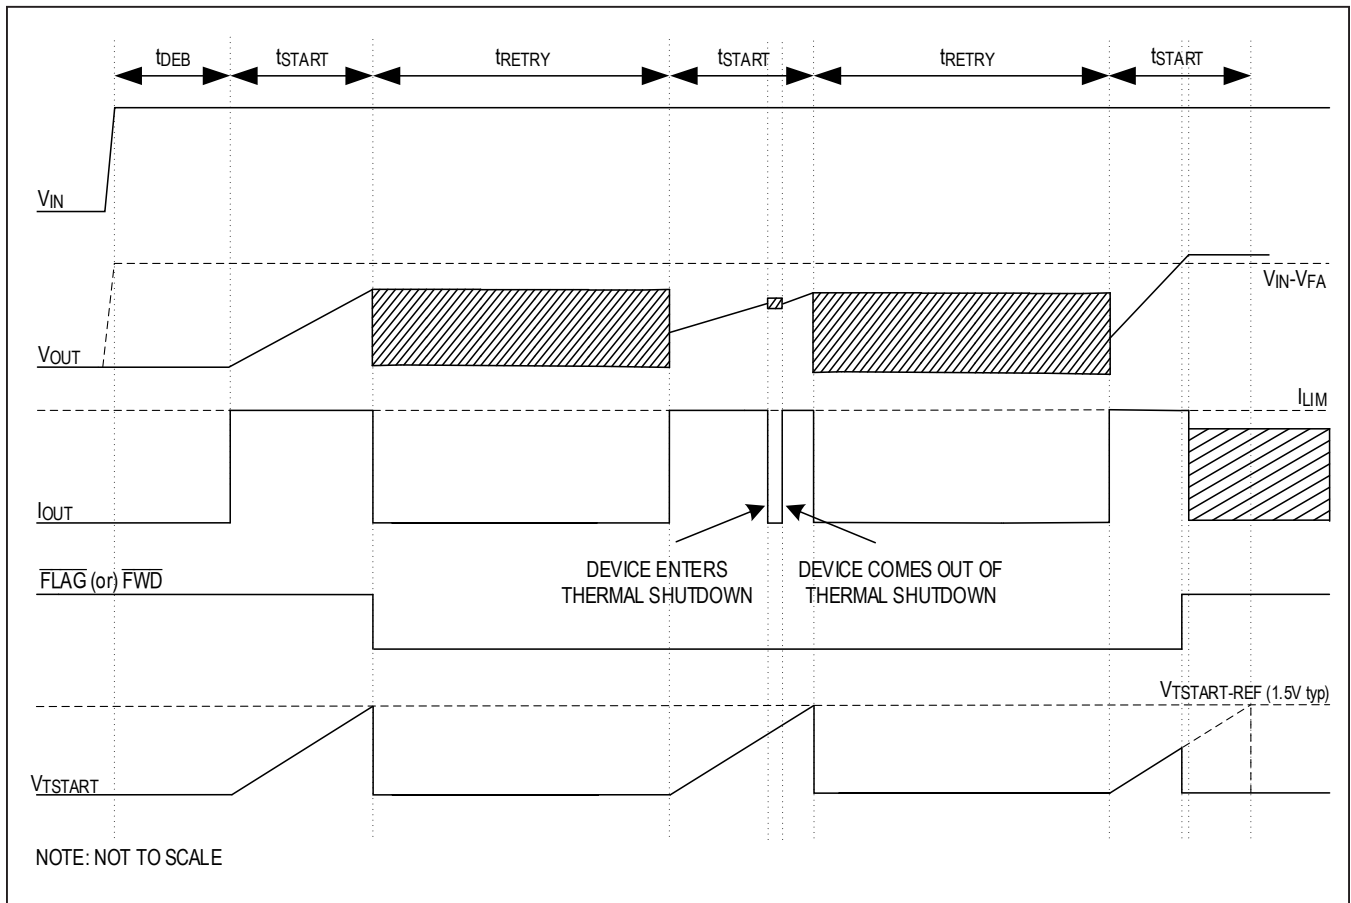 tDEB
tSTART
tRETRY
tSTART
tRETRY
tSTART
VIN
VIN-VFA
VOUT
ILIM
IOUT
DEVICE ENTERS
THERMAL SHUTDOWN
DEVICE COMES OUT OF
THERMAL SHUTDOWN
FLAG (or) FWD
VTSTART-REF (1.5V typ)
VTSTART
NOTE: NOT TO SCALE